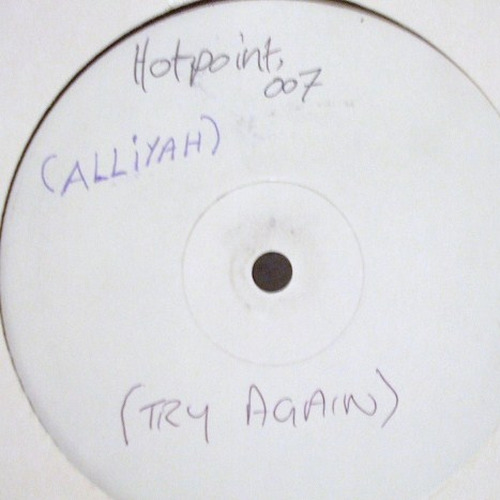 Hotpoint,
007
(ALLiYAH)
(TRY AGAIN)